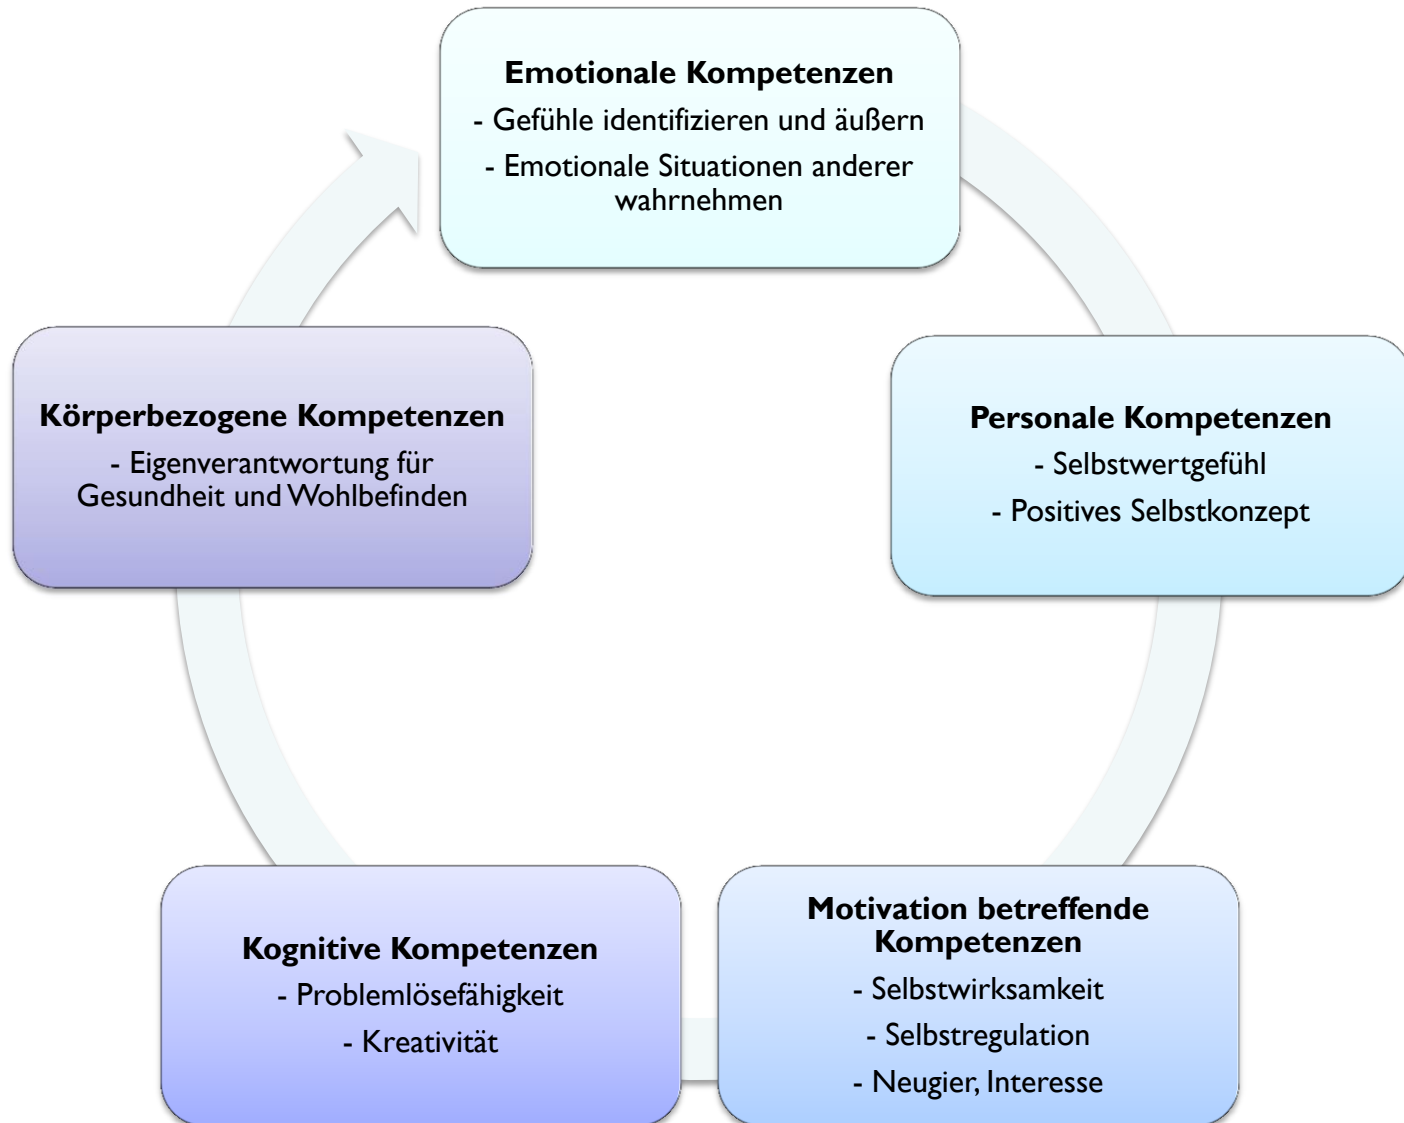 Emotionale Kompetenzen
- Gefühle identifizieren und äußern
- Emotionale Situationen anderer
wahrnehmen
Personale Kompetenzen
- Selbstwertgefühl
- Positives Selbstkonzept
Motivation betreffende
Kompetenzen
- Selbstwirksamkeit
- Selbstregulation
- Neugier, Interesse
Kognitive Kompetenzen
- Problemlösefähigkeit
- Kreativität
Körperbezogene Kompetenzen
- Eigenverantwortung für
Gesundheit und Wohlbefinden